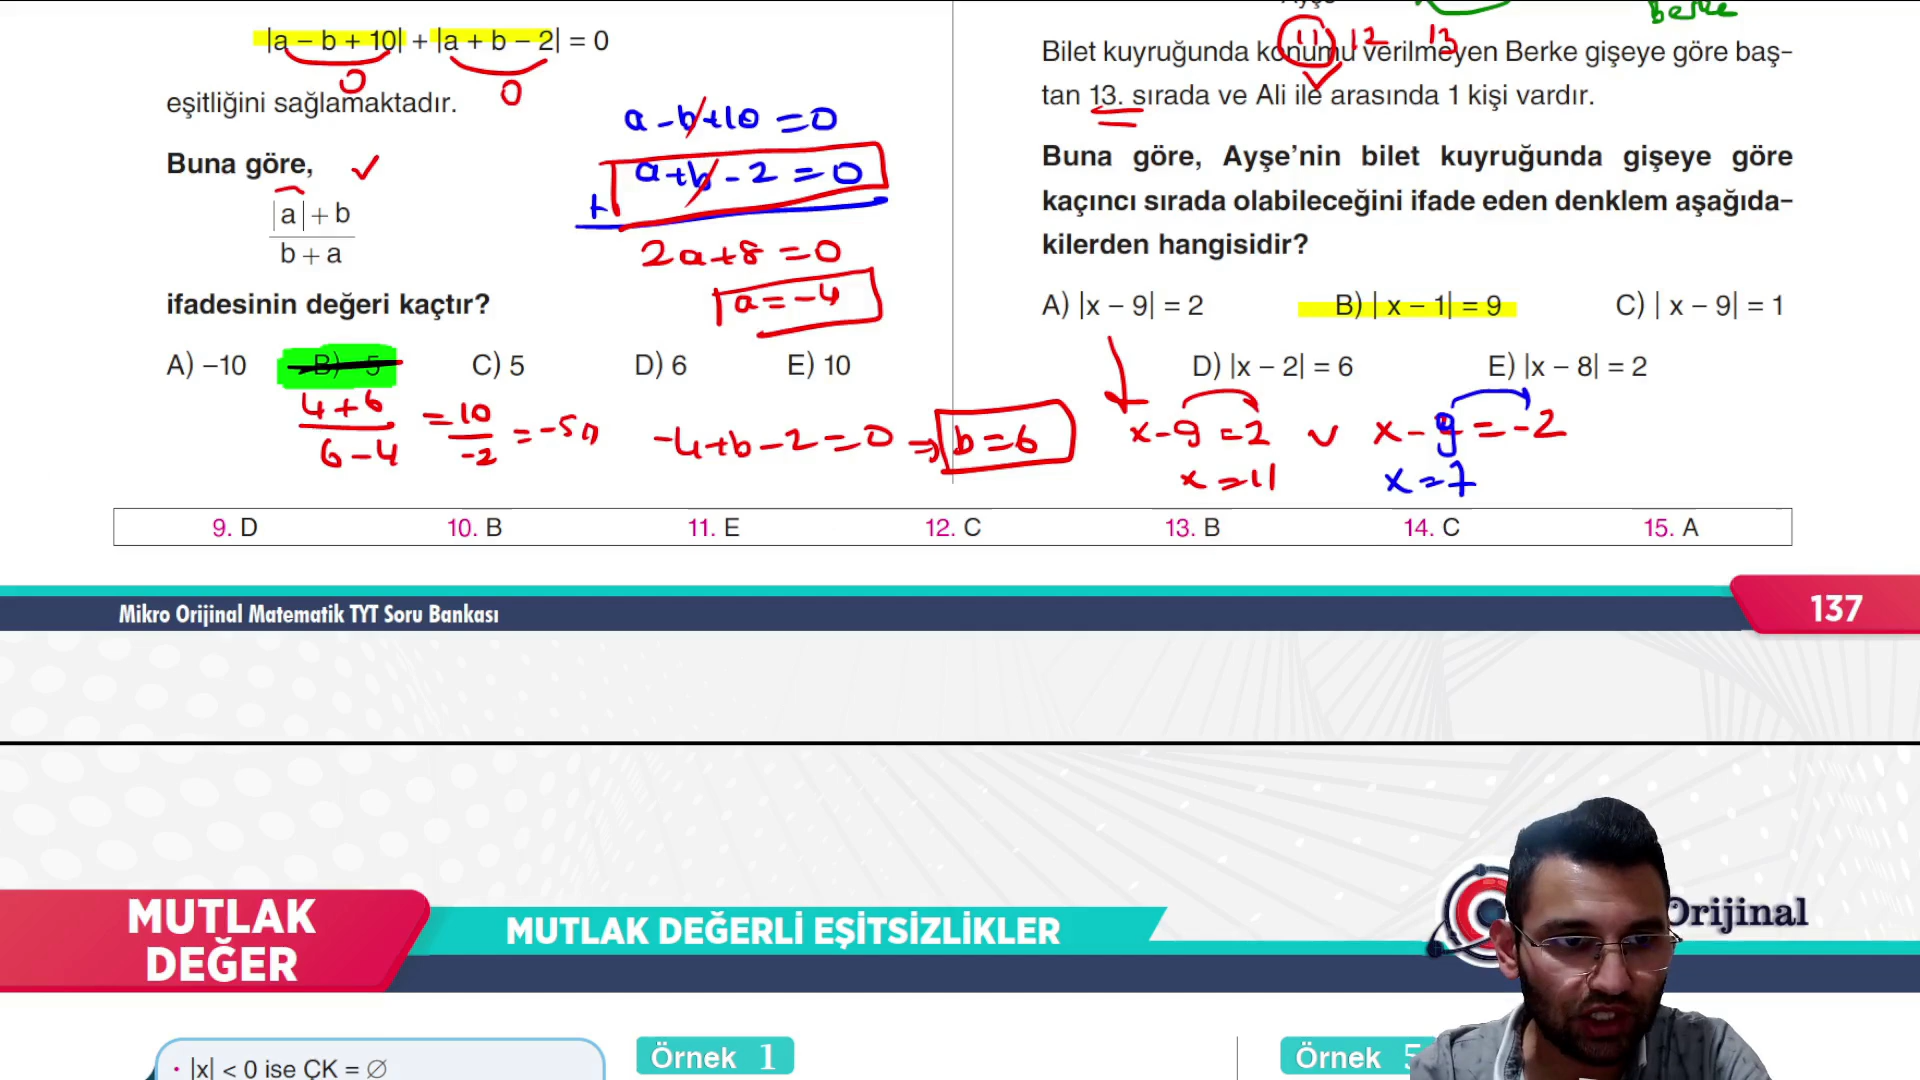 |a − b + 10| + |a + b − 2| = 0
0
0
eşitliğini sağlamaktadır.
Buna göre,
|a| + b
b + a
ifadesinin değeri kaçtır?
A) −10
B) −5
C) 5
D) 6
E) 10
a − b + 10 = 0
a + b − 2 = 0
+
2a + 8 = 0
a = −4
4 + 6
6 − 4
= 10
−2
= −5
−4 + b − 2 = 0 ⇒ b = 6
Berke
11 12 13
Bilet kuyruğunda konumu verilmeyen Berke gişeye göre baş-
tan 13. sırada ve Ali ile arasında 1 kişi vardır.
Buna göre, Ayşe’nin bilet kuyruğunda gişeye göre
kaçıncı sırada olabileceğini ifade eden denklem aşağıda-
kilerden hangisidir?
A) |x − 9| = 2
B) | x − 1| = 9
C) | x − 9| = 1
D) |x − 2| = 6
E) |x − 8| = 2
x − 9 = 2 ∨ x − 9 = −2
x = 11
x = 7
9. D 10. B 11. E 12. C 13. B 14. C 15. A
Mikro Orijinal Matematik TYT Soru Bankası
137
MUTLAK
DEĞER
MUTLAK DEĞERLİ EŞİTSİZLİKLER
Orijinal
• |x| < 0 ise ÇK = ∅
Örnek 1
Örnek 5